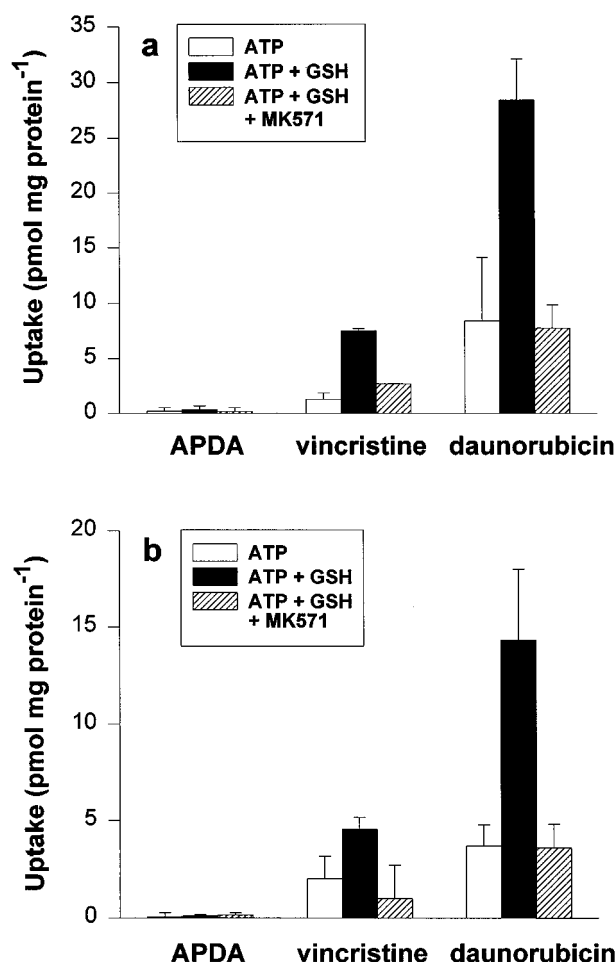 a
ATP
ATP + GSH
ATP + GSH
+ MK571
Uptake (pmol mg protein⁻¹)
35
30
25
20
15
10
5
0
APDA vincristine daunorubicin
b
ATP
ATP + GSH
ATP + GSH
+ MK571
Uptake (pmol mg protein⁻¹)
20
15
10
5
0
APDA vincristine daunorubicin